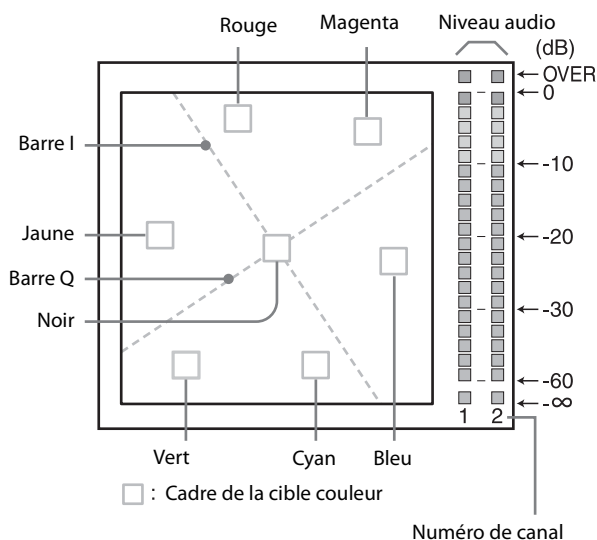 Rouge
Magenta
Niveau audio
(dB)
OVER
0
Barre I
-10
Jaune
-20
Barre Q
Noir
-30
-60
-∞
1 2
Vert
Cyan
Bleu
: Cadre de la cible couleur
Numéro de canal